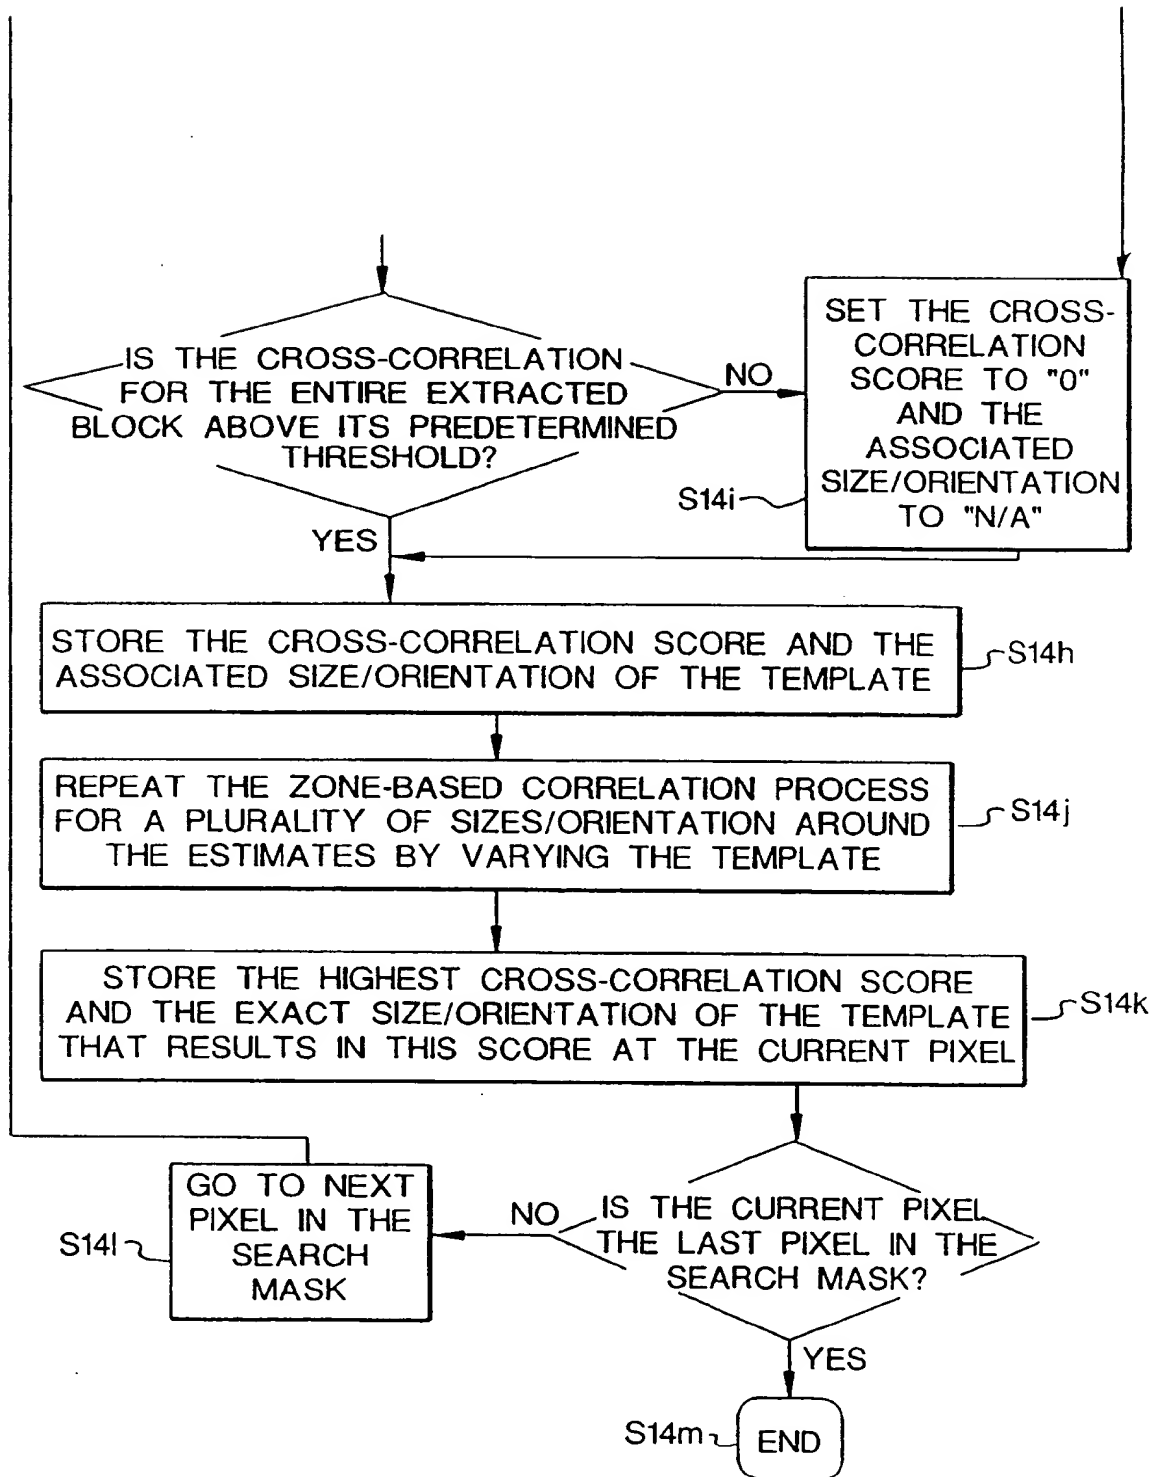 IS THE CROSS-CORRELATION
FOR THE ENTIRE EXTRACTED
BLOCK ABOVE ITS PREDETERMINED
THRESHOLD?
NO
SET THE CROSS-
CORRELATION
SCORE TO "0"
AND THE
ASSOCIATED
SIZE/ORIENTATION
TO "N/A"
S14i
YES
STORE THE CROSS-CORRELATION SCORE AND THE
ASSOCIATED SIZE/ORIENTATION OF THE TEMPLATE
S14h
REPEAT THE ZONE-BASED CORRELATION PROCESS
FOR A PLURALITY OF SIZES/ORIENTATION AROUND
THE ESTIMATES BY VARYING THE TEMPLATE
S14j
STORE THE HIGHEST CROSS-CORRELATION SCORE
AND THE EXACT SIZE/ORIENTATION OF THE TEMPLATE
THAT RESULTS IN THIS SCORE AT THE CURRENT PIXEL
S14k
IS THE CURRENT PIXEL
THE LAST PIXEL IN THE
SEARCH MASK?
NO
GO TO NEXT
PIXEL IN THE
SEARCH
MASK
S14l
YES
S14m
END